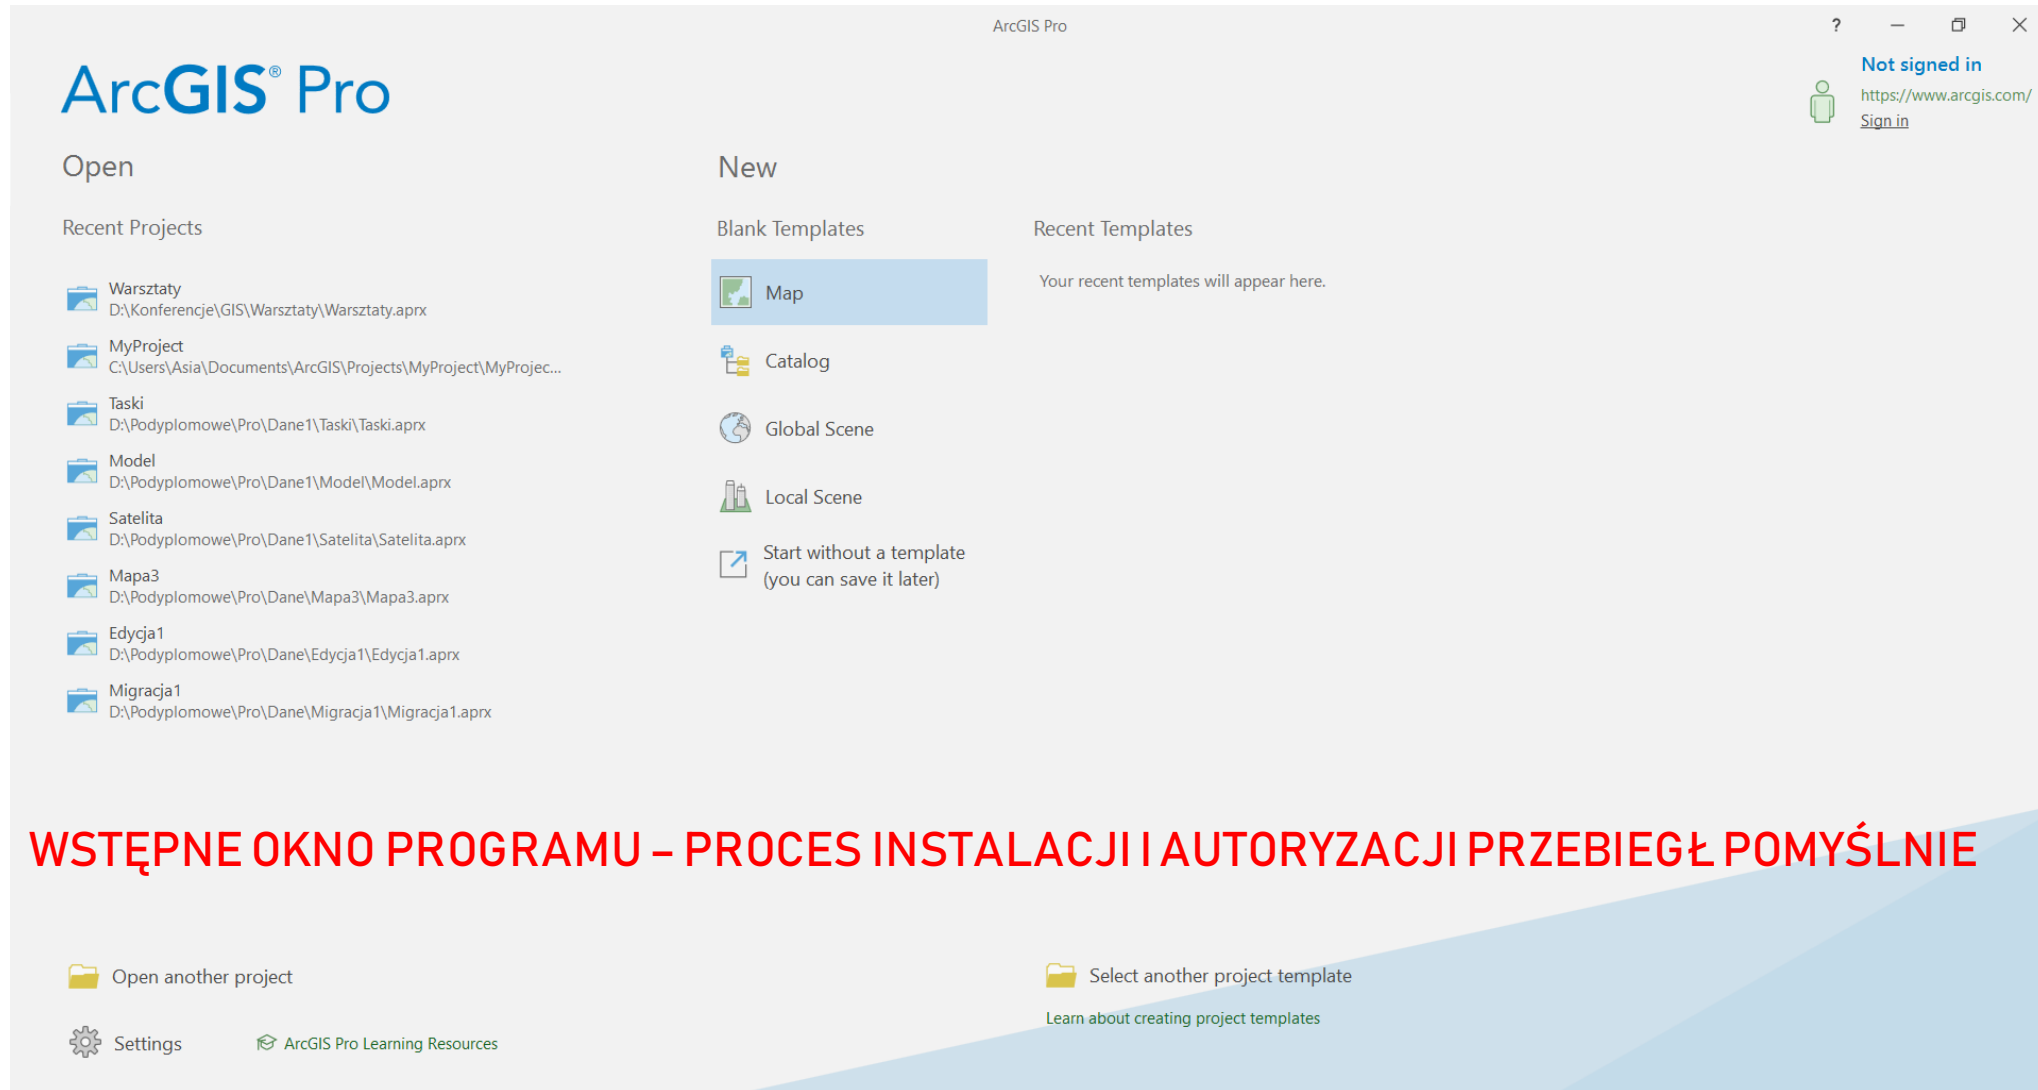 ArcGIS Pro
?
Not signed in
https://www.arcgis.com/
Sign in
ArcGIS® Pro
Open
Recent Projects
Warsztaty
D:\Konferencje\GIS\Warsztaty\Warsztaty.aprx
MyProject
C:\Users\Asia\Documents\ArcGIS\Projects\MyProject\MyProjec...
Taski
D:\Podyplomowe\Pro\Dane1\Taski\Taski.aprx
Model
D:\Podyplomowe\Pro\Dane1\Model\Model.aprx
Satelita
D:\Podyplomowe\Pro\Dane1\Satelita\Satelita.aprx
Mapa3
D:\Podyplomowe\Pro\Dane\Mapa3\Mapa3.aprx
Edycja1
D:\Podyplomowe\Pro\Dane\Edycja1\Edycja1.aprx
Migracja1
D:\Podyplomowe\Pro\Dane\Migracja1\Migracja1.aprx
New
Blank Templates
Map
Catalog
Global Scene
Local Scene
Start without a template
(you can save it later)
Recent Templates
Your recent templates will appear here.
WSTĘPNE OKNO PROGRAMU – PROCES INSTALACJI I AUTORYZACJI PRZEBIEGŁ POMYŚLNIE
Open another project
Settings
ArcGIS Pro Learning Resources
Select another project template
Learn about creating project templates